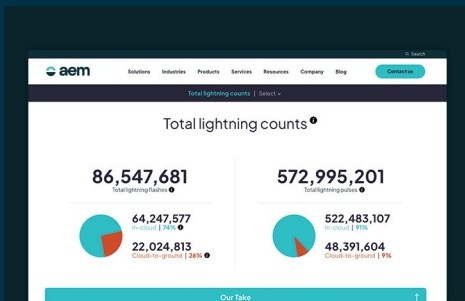 Search
aem
Solutions Industries Products Services Resources Company Blog Contact us
Total lightning counts | Select
Total lightning counts
86,547,681
Total lightning flashes
64,247,577
In-cloud | 74%
22,024,813
Cloud-to-ground | 26%
572,995,201
Total lightning pulses
522,483,107
In-cloud | 91%
48,391,604
Cloud-to-ground | 9%
Our Take